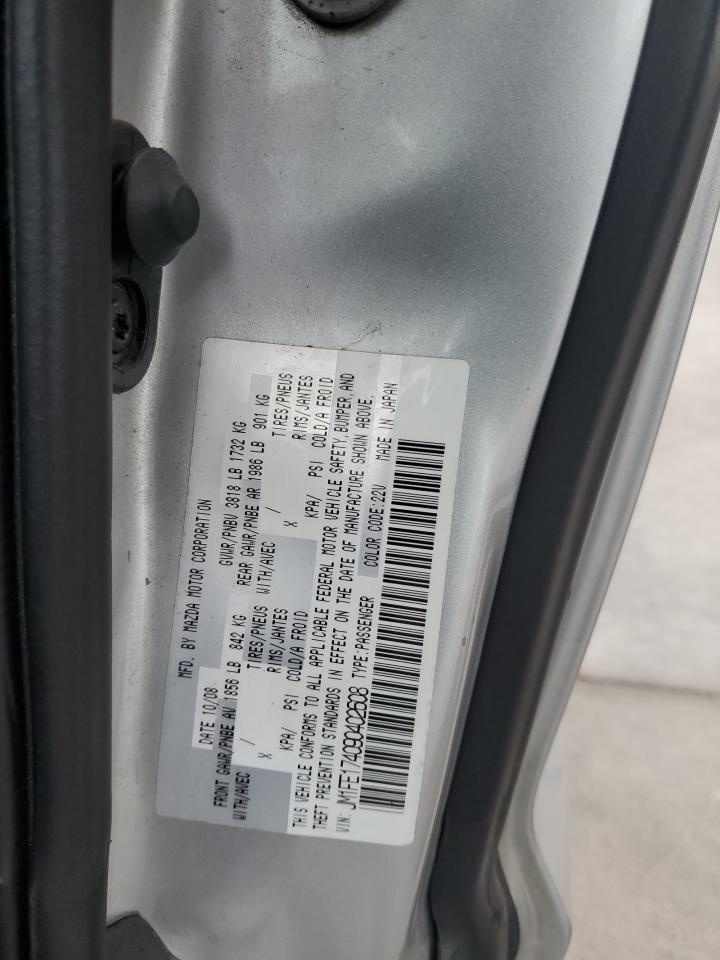 MFD. BY MAZDA MOTOR CORPORATION
DATE 10/08 GVWR/PNBV 3818 LB 1732 KG
FRONT GAWR/PNBE AV 1856 LB 842 KG REAR GAWR/PNBE AR 1986 LB 901 KG
WITH/AVEC / TIRES/PNEUS WITH/AVEC / TIRES/PNEUS
X RIMS/JANTES X RIMS/JANTES
KPA/ PSI COLD/A FROID KPA/ PSI COLD/A FROID
THIS VEHICLE CONFORMS TO ALL APPLICABLE FEDERAL MOTOR VEHICLE SAFETY, BUMPER, AND
THEFT PREVENTION STANDARDS IN EFFECT ON THE DATE OF MANUFACTURE SHOWN ABOVE.
VIN: JM1FE174090402608 TYPE:PASSENGER COLOR CODE:22V MADE IN JAPAN